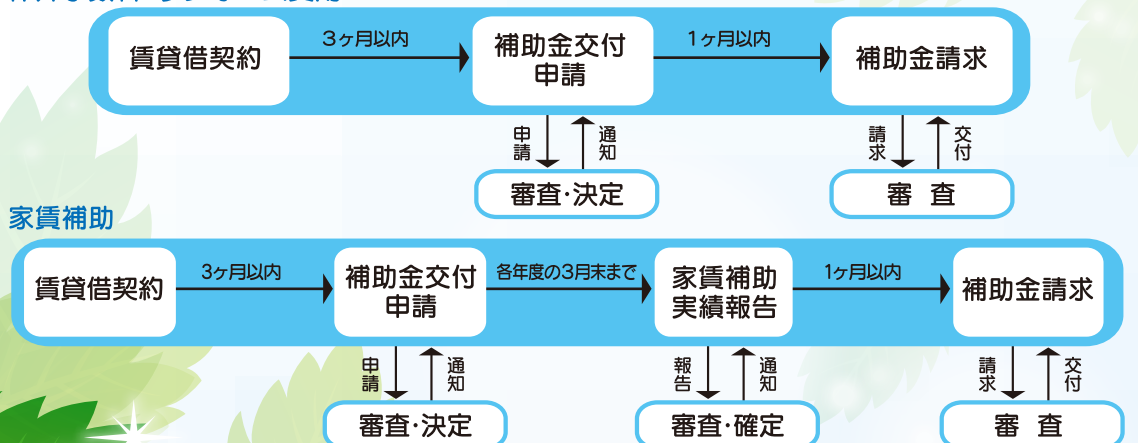 賃貸借契約
3ヶ月以内
補助金交付
申請
1ヶ月以内
補助金請求
申請
通知
請求
交付
審査・決定
審査
家賃補助
賃貸借契約
3ヶ月以内
補助金交付
申請
各年度の3月末まで
家賃補助
実績報告
1ヶ月以内
補助金請求
申請
通知
報告
通知
請求
交付
審査・決定
審査・確定
審査